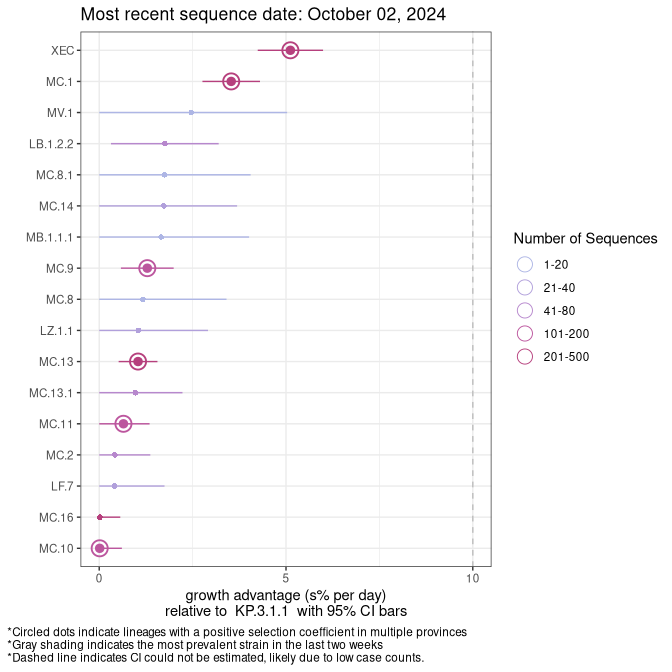 Most recent sequence date: October 02, 2024
XEC
MC.1
MV.1
LB.1.2.2
MC.8.1
MC.14
MB.1.1.1
MC.9
MC.8
LZ.1.1
MC.13
MC.13.1
MC.11
MC.2
LF.7
MC.16
MC.10
0 5 10
growth advantage (s% per day)
relative to KP.3.1.1 with 95% CI bars
Number of Sequences
1-20
21-40
41-80
101-200
201-500
*Circled dots indicate lineages with a positive selection coefficient in multiple provinces
*Gray shading indicates the most prevalent strain in the last two weeks
*Dashed line indicates CI could not be estimated, likely due to low case counts.